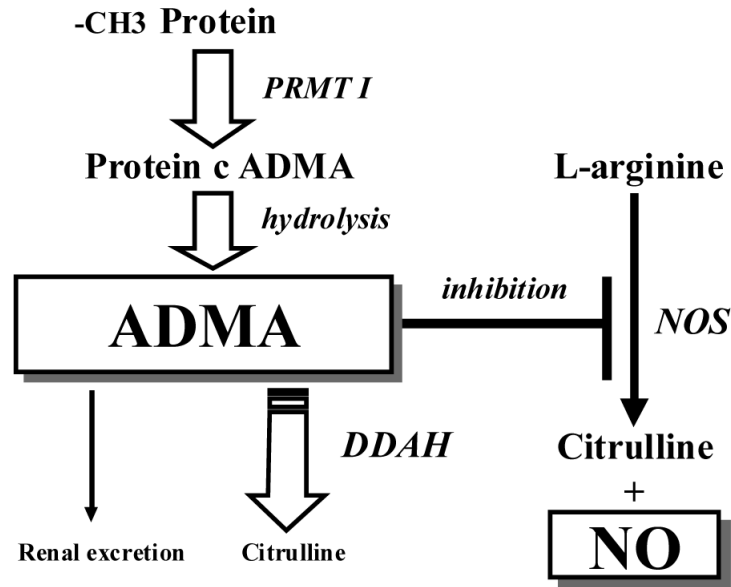 -CH3 Protein
PRMT I
Protein c ADMA
L-arginine
hydrolysis
ADMA
inhibition
NOS
DDAH
Citrulline
+
NO
Renal excretion
Citrulline